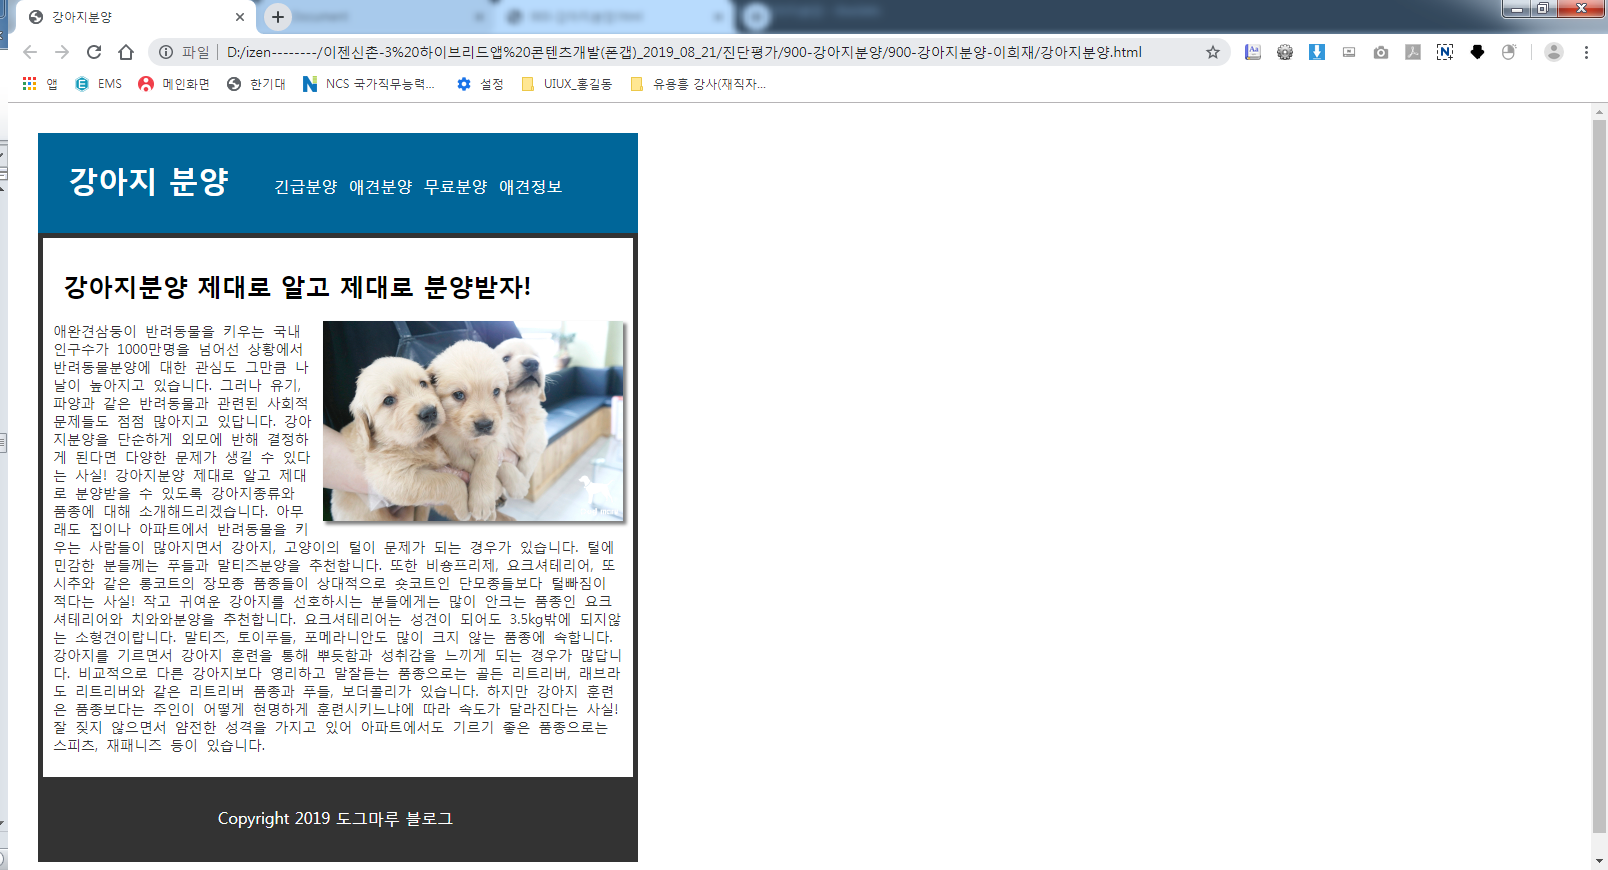 강아지분양
파일
D:/izen--------/이젠신촌-3%20하이브리드앱%20콘텐츠개발(폰갭)_2019_08_21/진단평가/900-강아지분양/900-강아지분양-이희재/강아지분양.html
앱 EMS 메인화면 한기대 NCS 국가직무능력... 설정 UIUX_홍길동 유용흠 강사(재직자...
강아지 분양
긴급분양 애견분양 무료분양 애견정보
강아지분양 제대로 알고 제대로 분양받자!
애완견삼둥이 반려동물을 키우는 국내
인구수가 1000만명을 넘어선 상황에서
반려동물분양에 대한 관심도 그만큼 나
날이 높아지고 있습니다. 그러나 유기,
파양과 같은 반려동물과 관련된 사회적
문제들도 점점 많아지고 있답니다. 강아
지분양을 단순하게 외모에 반해 결정하
게 된다면 다양한 문제가 생길 수 있다
는 사실! 강아지분양 제대로 알고 제대
로 분양받을 수 있도록 강아지종류와
품종에 대해 소개해드리겠습니다. 아무
래도 집이나 아파트에서 반려동물을 키
우는 사람들이 많아지면서 강아지, 고양이의 털이 문제가 되는 경우가 있습니다. 털에
민감한 분들께는 푸들과 말티즈분양을 추천합니다. 또한 비숑프리제, 요크셔테리어, 또
시추와 같은 롱코트의 장모종 품종들이 상대적으로 숏코트인 단모종들보다 털빠짐이
적다는 사실! 작고 귀여운 강아지를 선호하시는 분들에게는 많이 안크는 품종인 요크
셔테리어와 치와와분양을 추천합니다. 요크셔테리어는 성견이 되어도 3.5kg밖에 되지않
는 소형견이랍니다. 말티즈, 토이푸들, 포메라니안도 많이 크지 않는 품종에 속합니다.
강아지를 기르면서 강아지 훈련을 통해 뿌듯함과 성취감을 느끼게 되는 경우가 많답니
다. 비교적으로 다른 강아지보다 영리하고 말잘듣는 품종으로는 골든 리트리버, 래브라
도 리트리버와 같은 리트리버 품종과 푸들, 보더콜리가 있습니다. 하지만 강아지 훈련
은 품종보다는 주인이 어떻게 현명하게 훈련시키느냐에 따라 속도가 달라진다는 사실!
잘 짖지 않으면서 얌전한 성격을 가지고 있어 아파트에서도 기르기 좋은 품종으로는
스피츠, 재패니즈 등이 있습니다.
Copyright 2019 도그마루 블로그